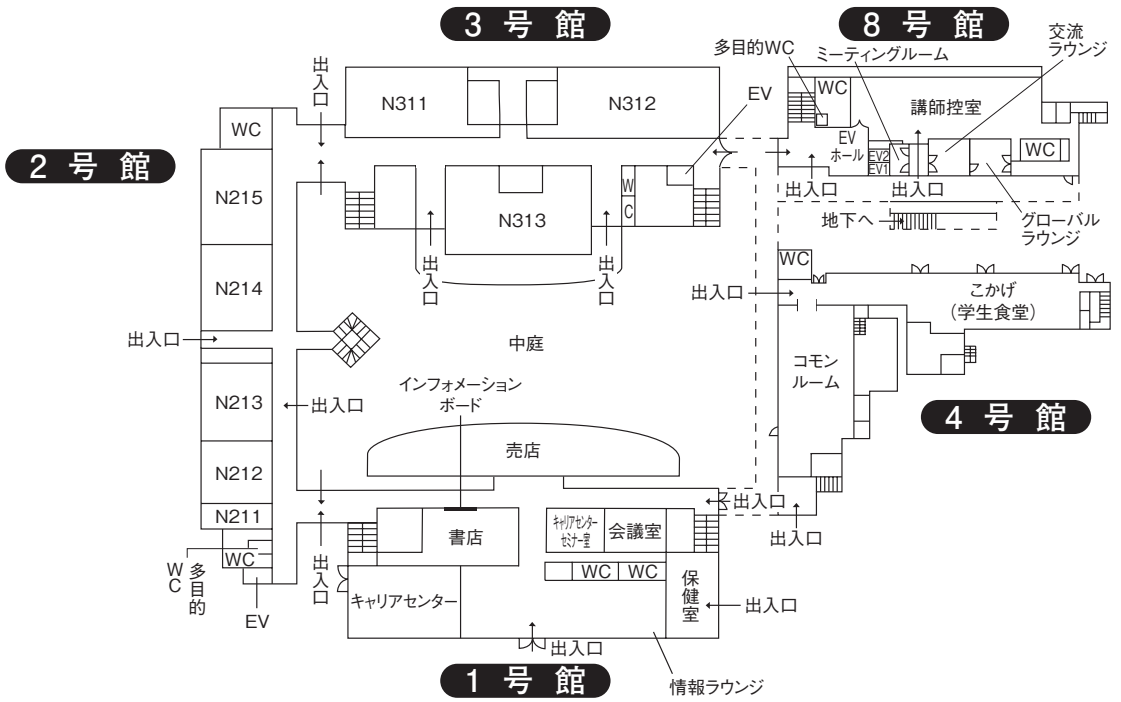 3 号 館
8 号 館
交流
ラウンジ
多目的WC
ミーティングルーム
出入口
WC
N311
N312
EV
講師控室
WC
EV
ホール
EV2
EV1
WC
2 号 館
N215
W
C
N313
出入口
出入口
地下へ
グローバル
ラウンジ
出入口
出入口
WC
N214
出入口
こかげ
(学生食堂)
出入口
中庭
コモン
ルーム
インフォメーション
ボード
N213
出入口
4 号 館
売店
N212
N211
出入口
キャリアセンター
セミナー室
会議室
書店
出入口
WC
多目的
WC
出入口
WC
WC
保健室
キャリアセンター
出入口
EV
出入口
1 号 館
情報ラウンジ